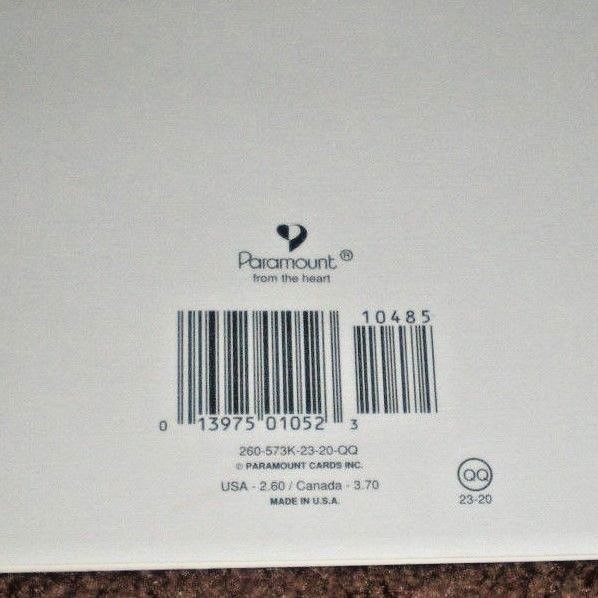 Paramount®
from the heart
10485
0 13975 01052 3
260-573K-23-20-QQ
© PARAMOUNT CARDS INC.
USA - 2.60 / Canada - 3.70
MADE IN U.S.A.
QQ
23-20